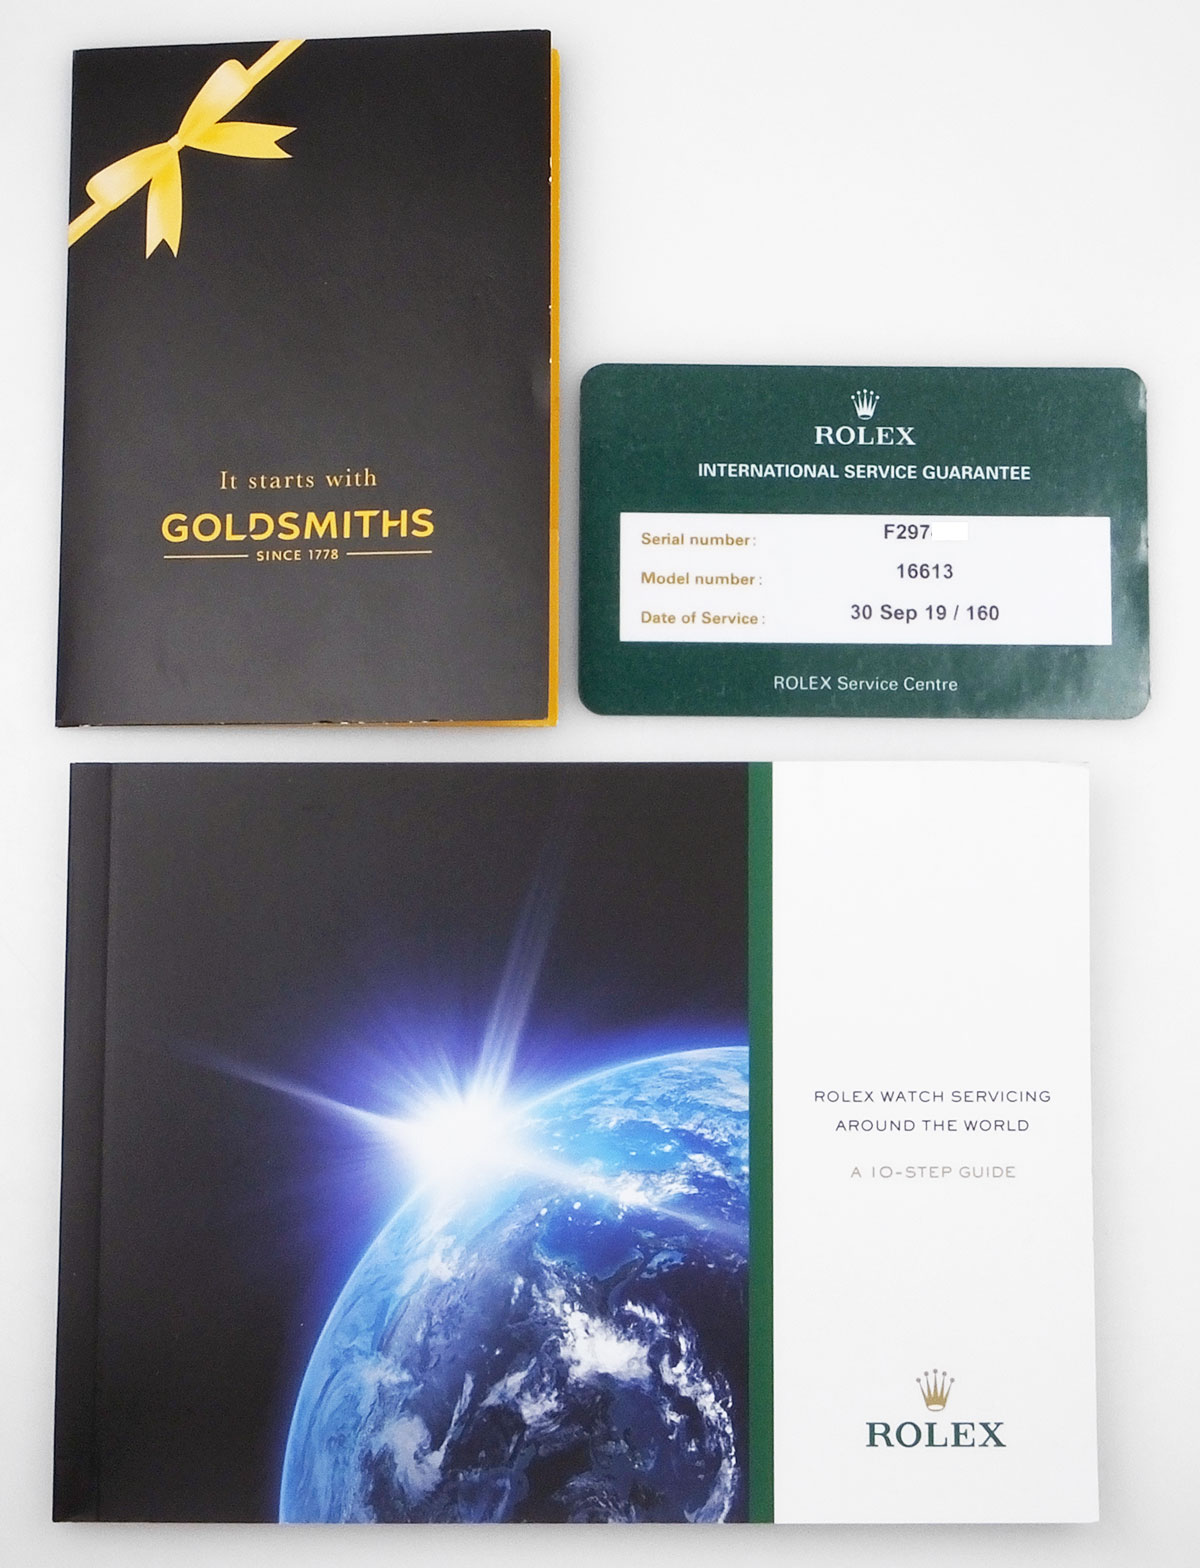 It starts with
GOLDSMITHS
SINCE 1778
ROLEX
INTERNATIONAL SERVICE GUARANTEE
Serial number: F297
Model number: 16613
Date of Service: 30 Sep 19 / 160
ROLEX Service Centre
ROLEX WATCH SERVICING
AROUND THE WORLD
A 10-STEP GUIDE
ROLEX